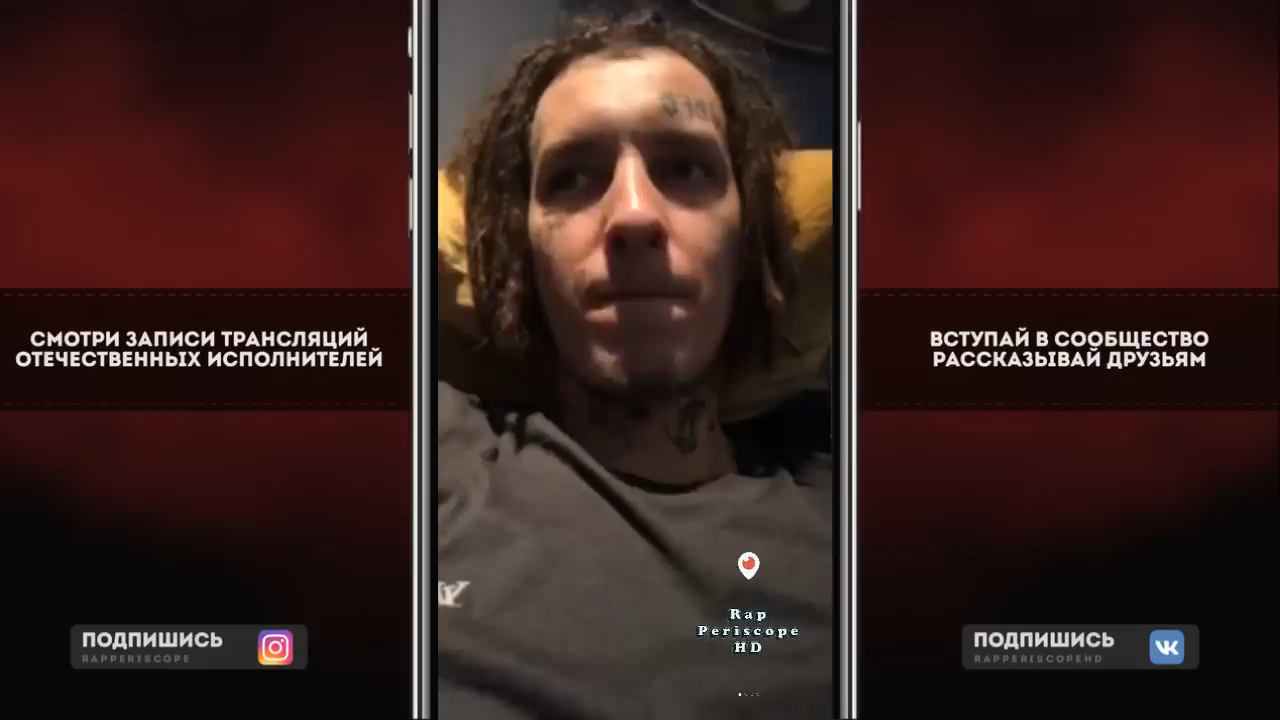 СМОТРИ ЗАПИСИ ТРАНСЛЯЦИЙ
ОТЕЧЕСТВЕННЫХ ИСПОЛНИТЕЛЕЙ
ВСТУПАЙ В СООБЩЕСТВО
РАССКАЗЫВАЙ ДРУЗЬЯМ
Rap
Periscope
HD
ПОДПИШИСЬ
RAPPERISCOPE
ПОДПИШИСЬ
RAPPERISCOPEHD